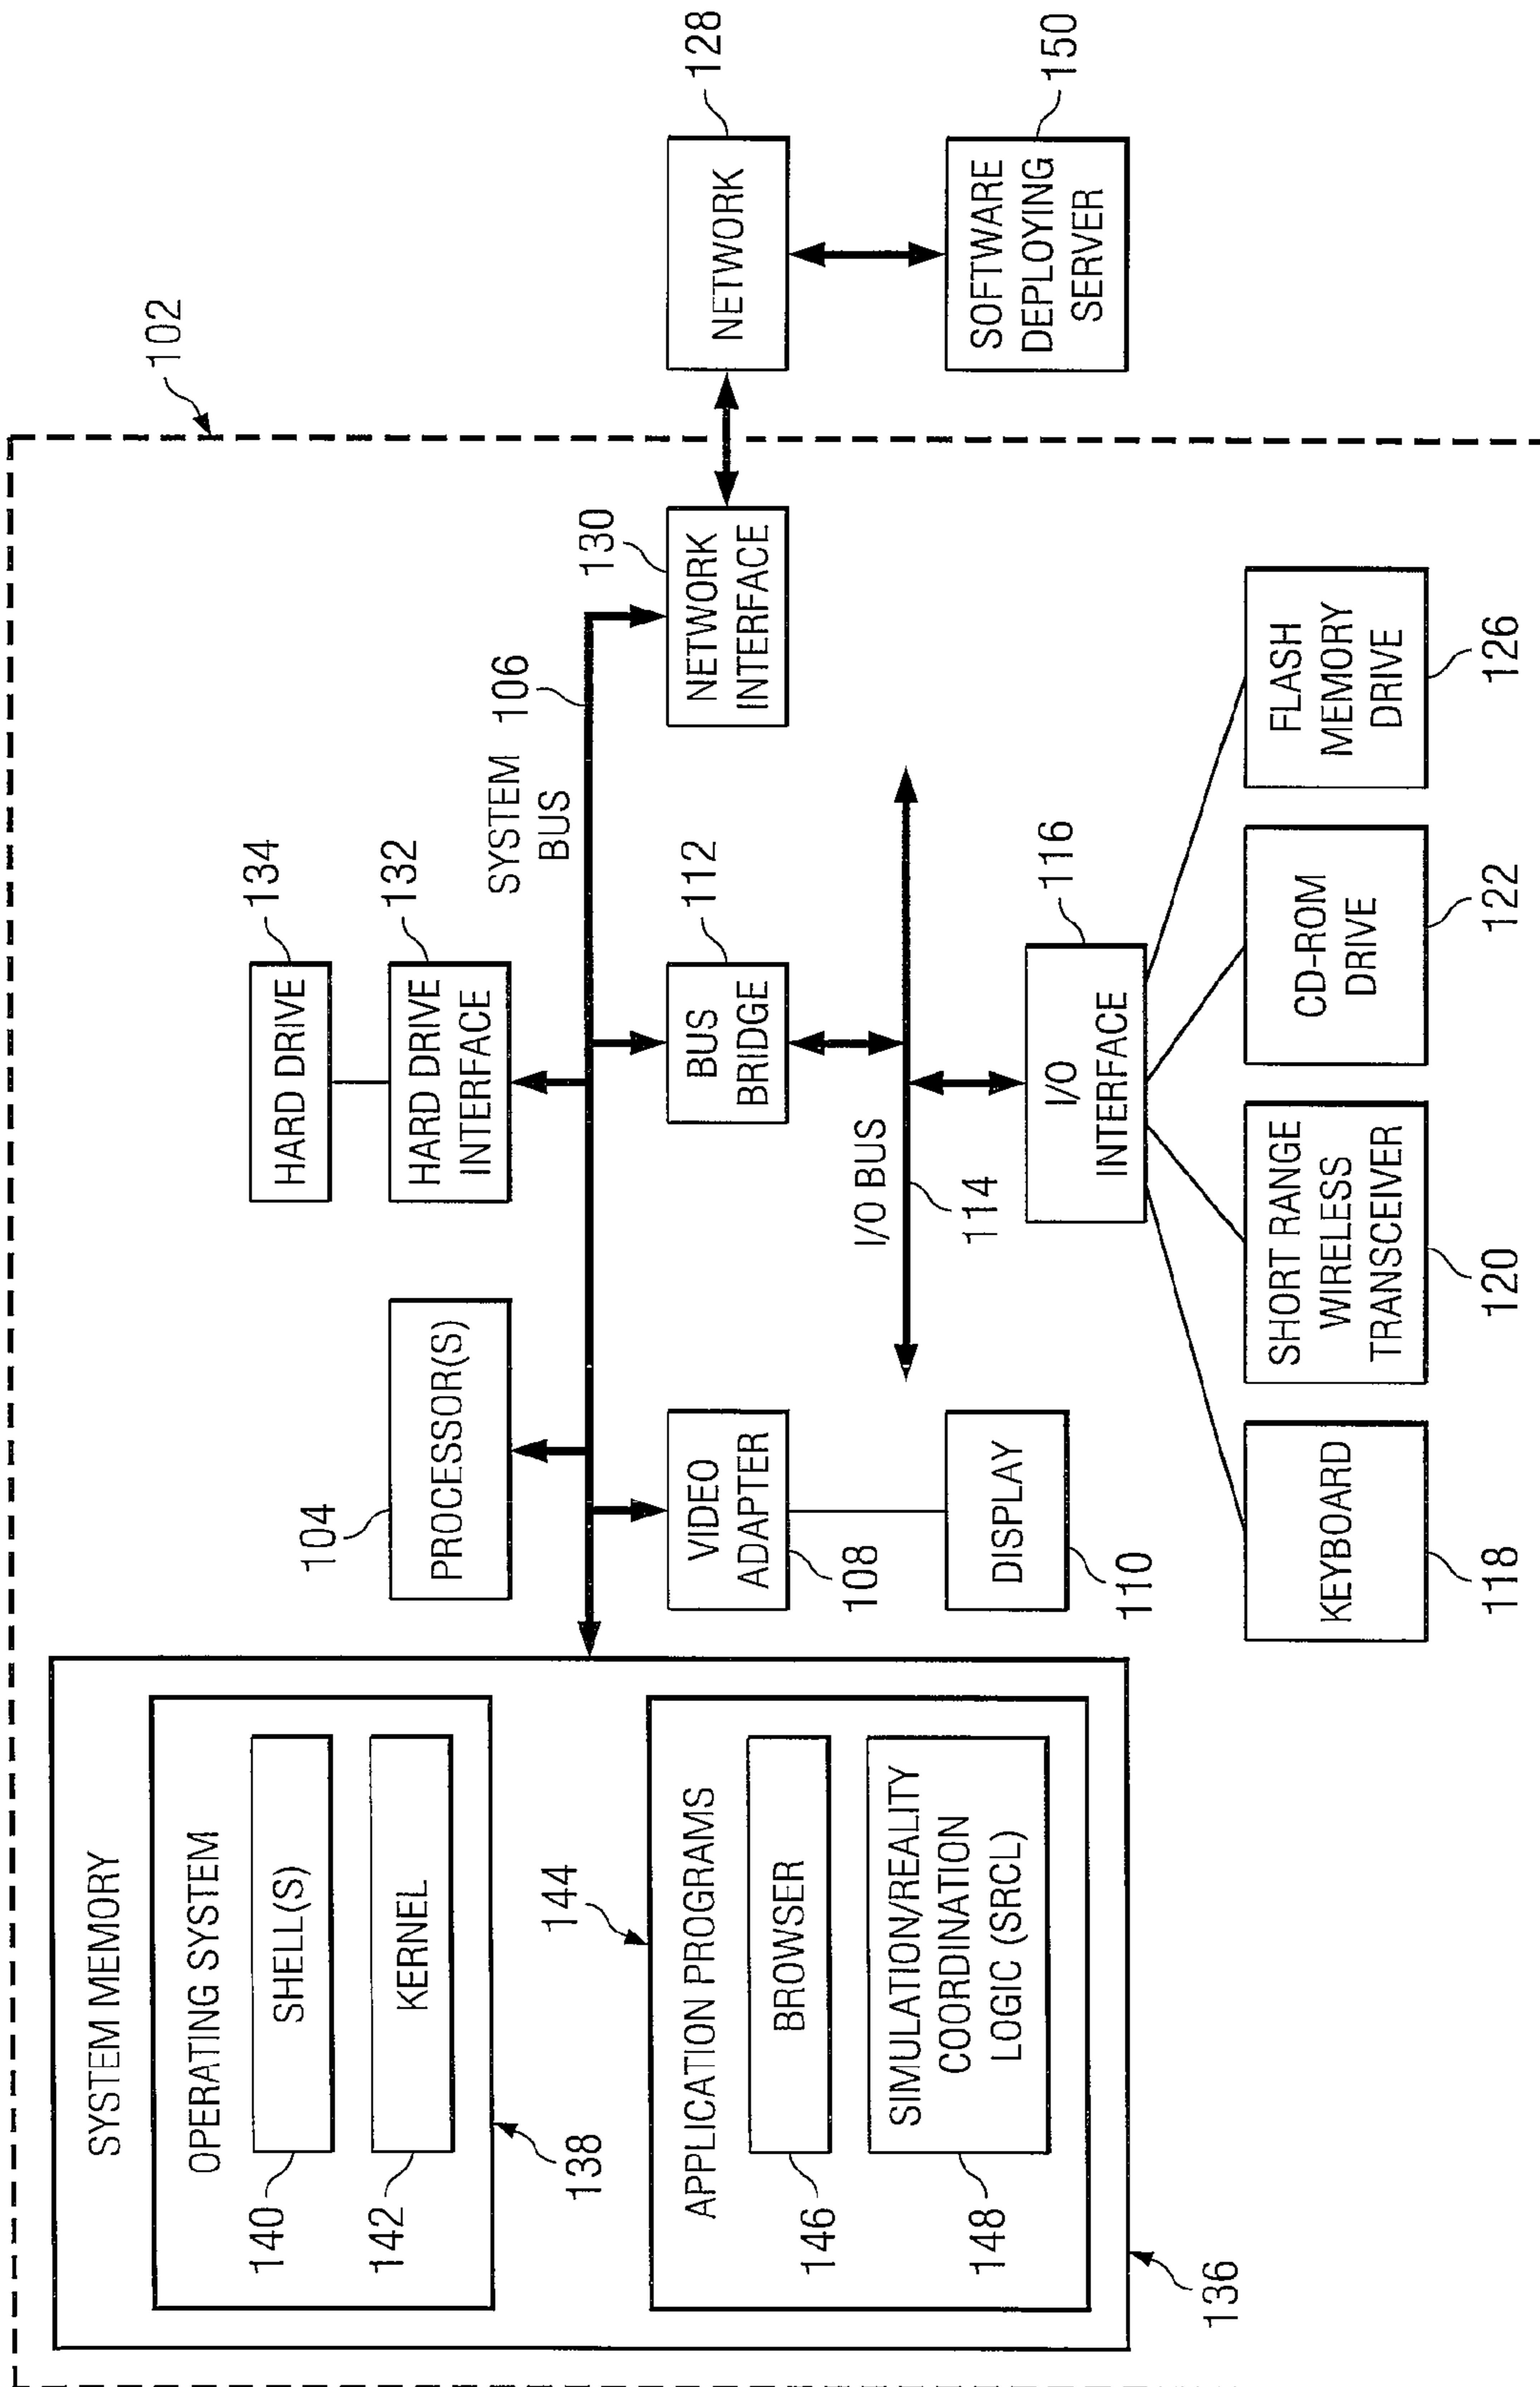 102
SYSTEM MEMORY
OPERATING SYSTEM
140
SHELL(S)
142
KERNEL
138
144
APPLICATION PROGRAMS
146
BROWSER
148
SIMULATION/REALITY
COORDINATION
LOGIC (SRCL)
136
104
PROCESSOR(S)
134
HARD DRIVE
132
HARD DRIVE
INTERFACE
SYSTEM
BUS
106
VIDEO
ADAPTER
108
DISPLAY
110
112
BUS
BRIDGE
130
NETWORK
INTERFACE
128
NETWORK
150
SOFTWARE
DEPLOYING
SERVER
I/O BUS
114
116
I/O
INTERFACE
KEYBOARD
118
SHORT RANGE
WIRELESS
TRANSCEIVER
120
CD-ROM
DRIVE
122
FLASH
MEMORY
DRIVE
126